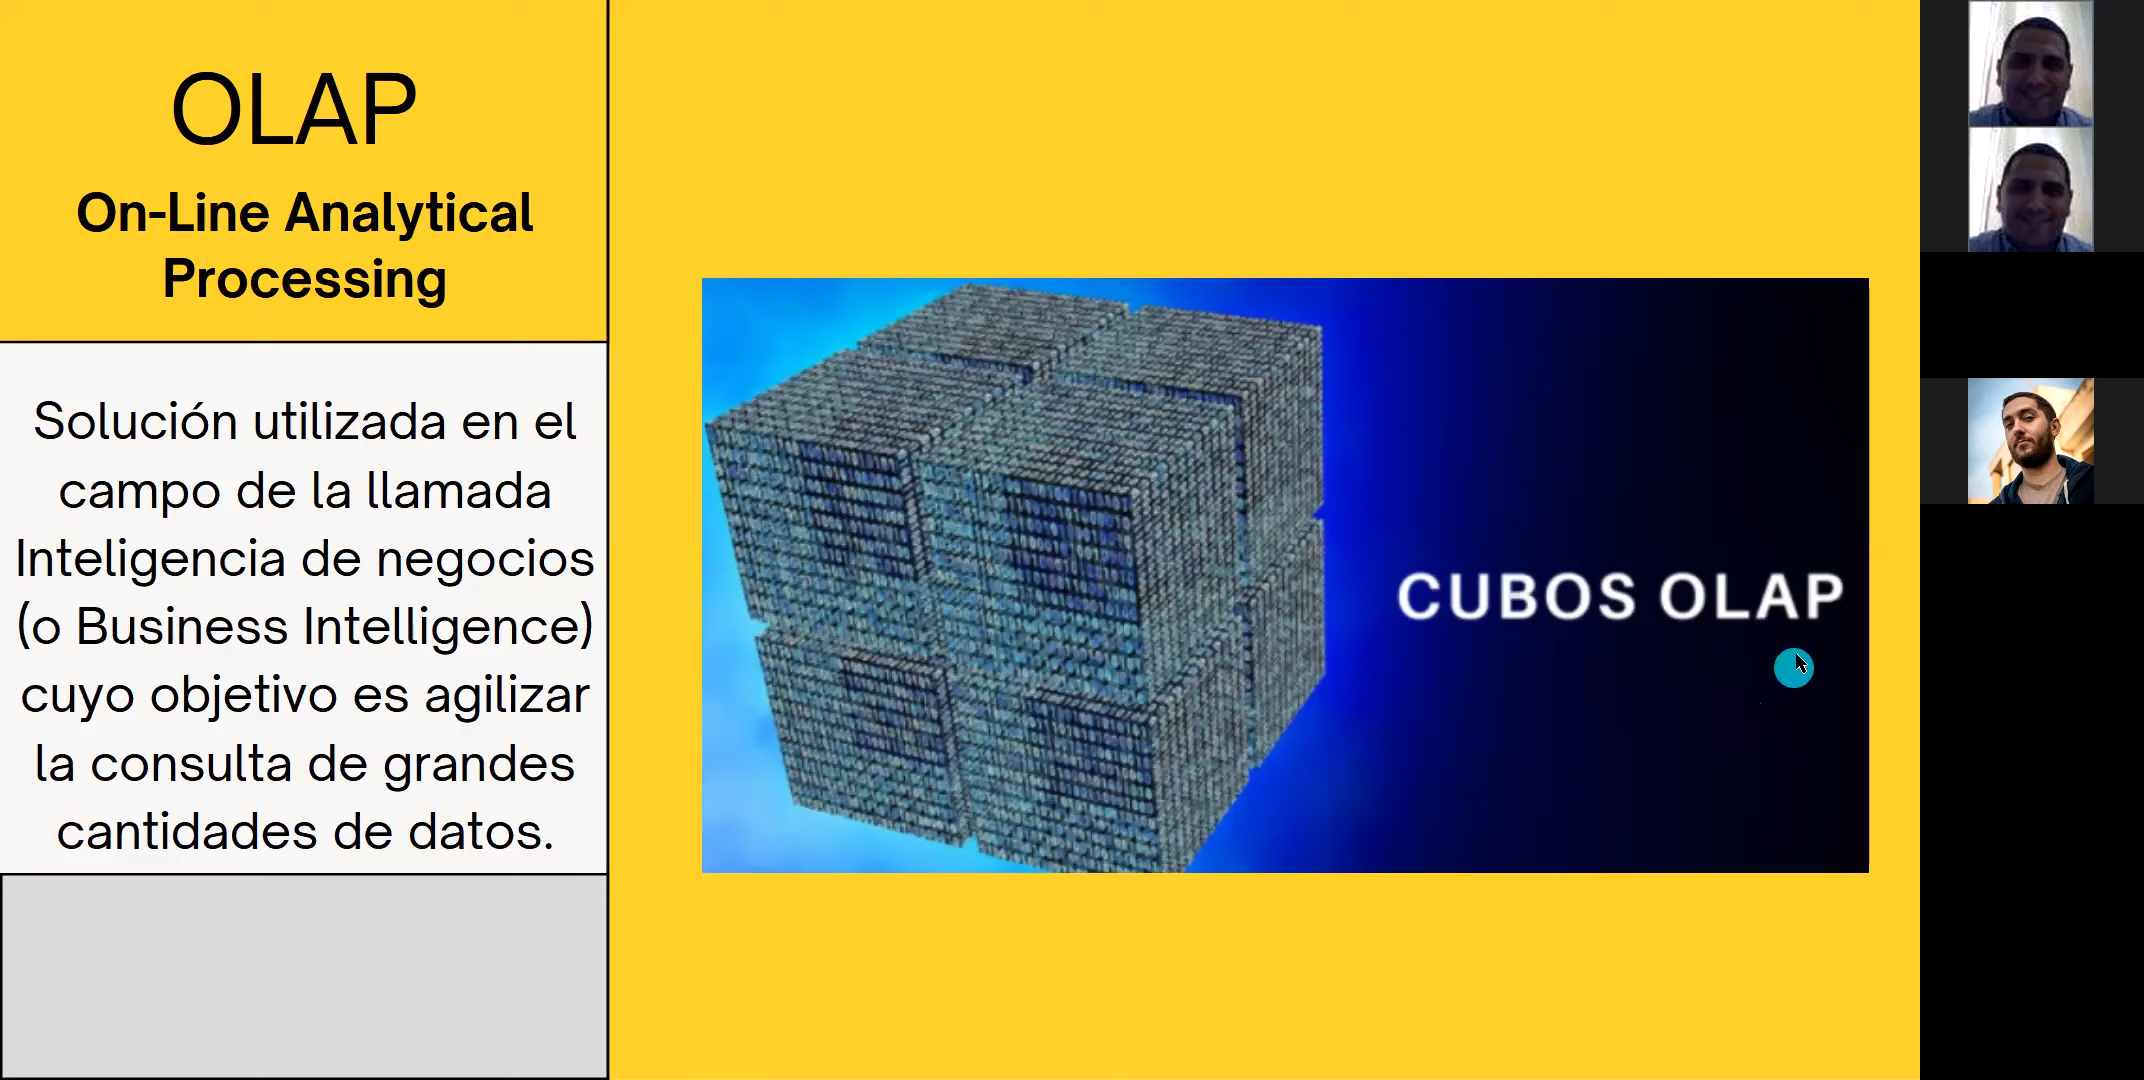 OLAP
On-Line Analytical
Processing
Solución utilizada en el
campo de la llamada
Inteligencia de negocios
(o Business Intelligence)
cuyo objetivo es agilizar
la consulta de grandes
cantidades de datos.
CUBOS OLAP